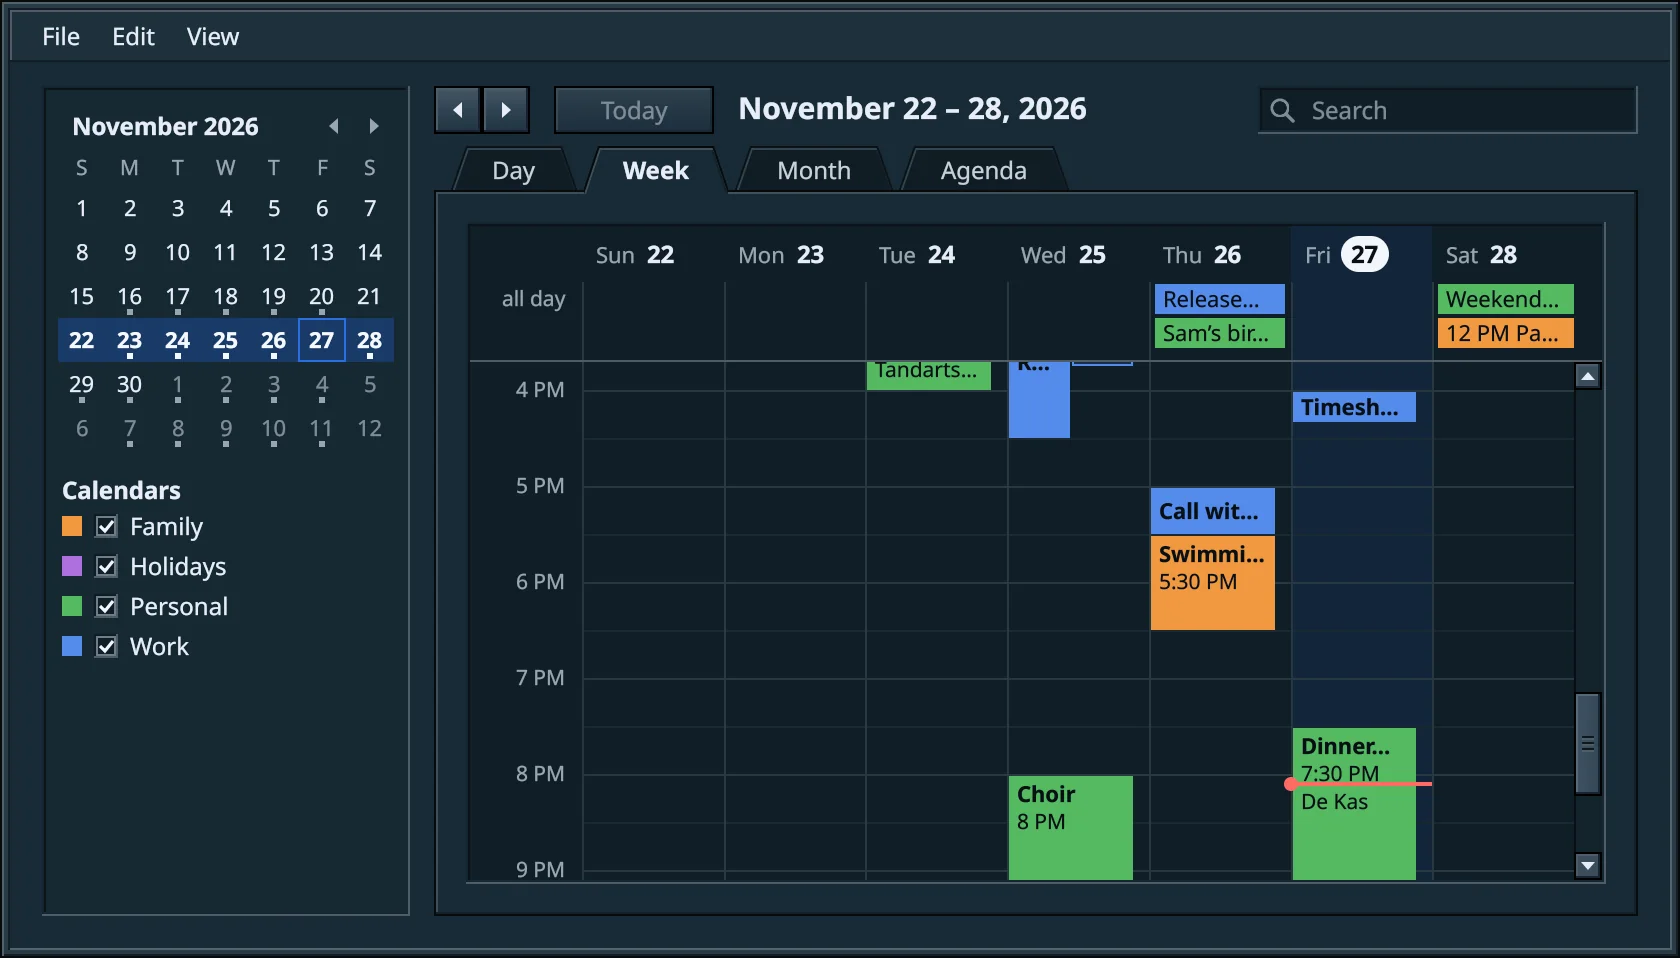 File Edit View
November 2026
S M T W T F S
1 2 3 4 5 6 7
8 9 10 11 12 13 14
15 16 17 18 19 20 21
22 23 24 25 26 27 28
29 30 1 2 3 4 5
6 7 8 9 10 11 12
Calendars
Family
Holidays
Personal
Work
Today
November 22 – 28, 2026
Search
Day Week Month Agenda
Sun 22 Mon 23 Tue 24 Wed 25 Thu 26 Fri 27 Sat 28
all day
Release...
Sam's bir...
Weekend...
12 PM Pa...
Tandarts...
4 PM
Timesh...
5 PM
Call wit...
Swimmi...
5:30 PM
6 PM
7 PM
Dinner...
7:30 PM
De Kas
8 PM
Choir
8 PM
9 PM